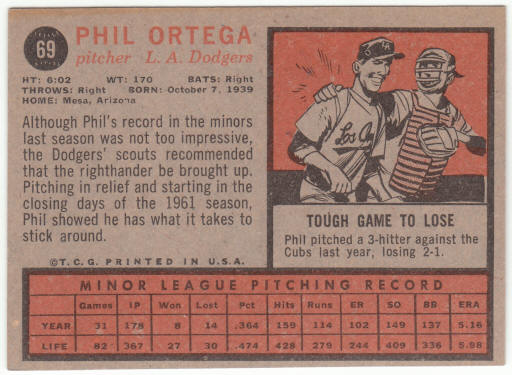 69
PHIL ORTEGA
pitcher L. A. Dodgers
HT: 6:02 WT: 170 BATS: Right
THROWS: Right BORN: October 7, 1939
HOME: Mesa, Arizona
Although Phil's record in the minors
last season was not too impressive,
the Dodgers' scouts recommended
that the righthander be brought up.
Pitching in relief and starting in the
closing days of the 1961 season,
Phil showed he has what it takes to
stick around.
©T.C.G. PRINTED IN U.S.A.
LA
Los An
TOUGH GAME TO LOSE
Phil pitched a 3-hitter against the
Cubs last year, losing 2-1.
MINOR LEAGUE PITCHING RECORD
Games IP Won Lost Pct Hits Runs ER SO BB ERA
YEAR 31 178 8 14 .364 159 114 102 149 137 5.16
LIFE 82 367 27 30 .474 428 279 244 409 336 5.98